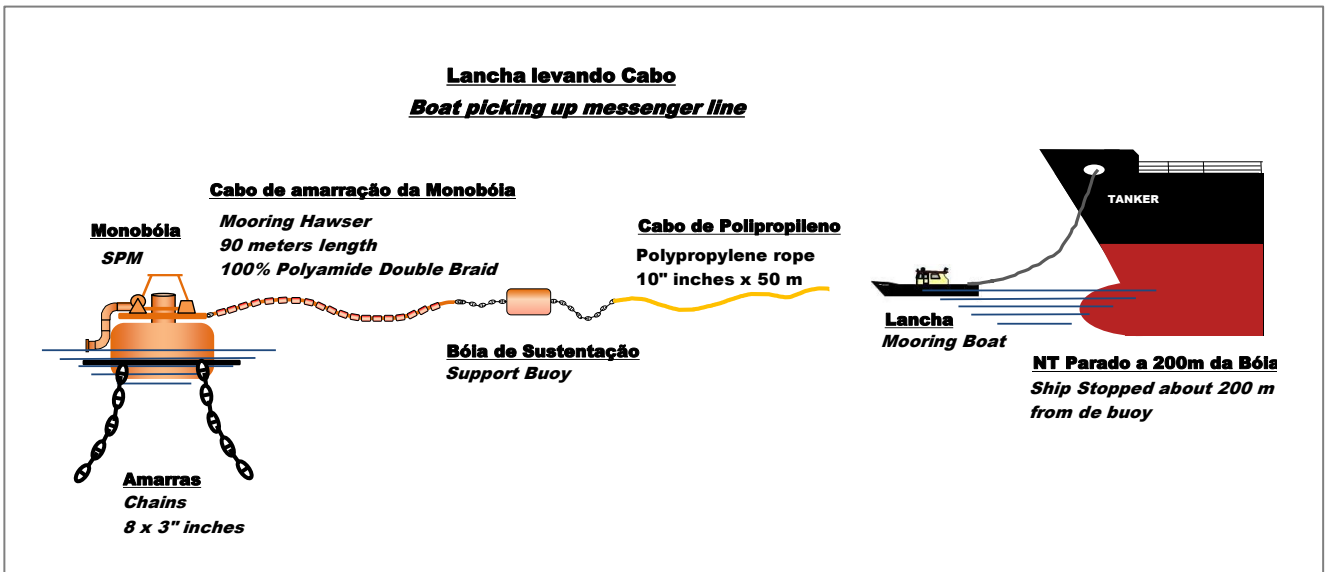 Lancha levando Cabo
Boat picking up messenger line
Cabo de amarração da Monobóia
Mooring Hawser
90 meters length
100% Polyamide Double Braid
Monobóia
SPM
Cabo de Polipropileno
Polypropylene rope
10" inches x 50 m
TANKER
Lancha
Mooring Boat
Bóia de Sustentação
Support Buoy
NT Parado a 200m da Bóia
Ship Stopped about 200 m
from de buoy
Amarras
Chains
8 x 3" inches